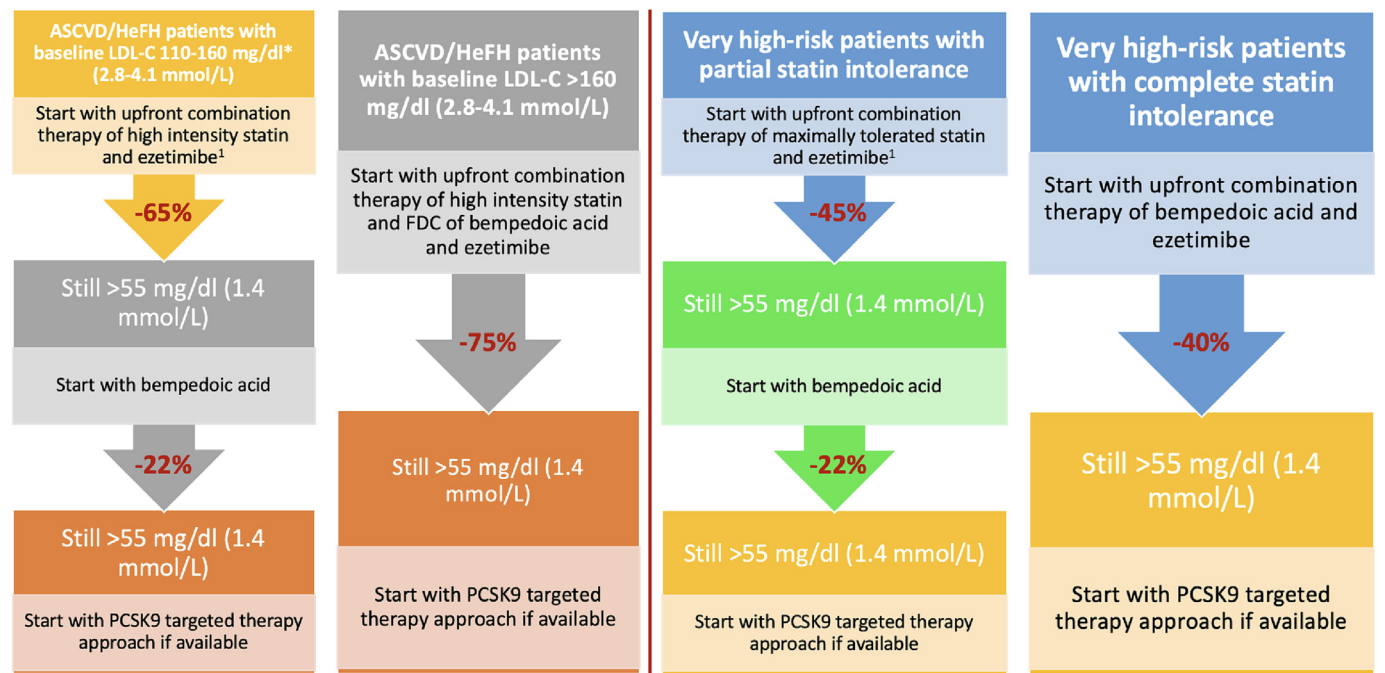 ASCVD/HeFH patients with
baseline LDL-C 110-160 mg/dl*
(2.8-4.1 mmol/L)
Start with upfront combination
therapy of high intensity statin
and ezetimibe¹
-65%
Still >55 mg/dl (1.4
mmol/L)
Start with bempedoic acid
-22%
Still >55 mg/dl (1.4
mmol/L)
Start with PCSK9 targeted therapy
approach if available
ASCVD/HeFH patients
with baseline LDL-C >160
mg/dl (2.8-4.1 mmol/L)
Start with upfront combination
therapy of high intensity statin
and FDC of bempedoic acid
and ezetimibe
-75%
Still >55 mg/dl (1.4
mmol/L)
Start with PCSK9 targeted
therapy approach if available
Very high-risk patients with
partial statin intolerance
Start with upfront combination
therapy of maximally tolerated statin
and ezetimibe¹
-45%
Still >55 mg/dl (1.4 mmol/L)
Start with bempedoic acid
-22%
Still >55 mg/dl (1.4 mmol/L)
Start with PCSK9 targeted therapy
approach if available
Very high-risk patients
with complete statin
intolerance
Start with upfront combination
therapy of bempedoic acid and
ezetimibe
-40%
Still >55 mg/dl (1.4
mmol/L)
Start with PCSK9 targeted
therapy approach if available